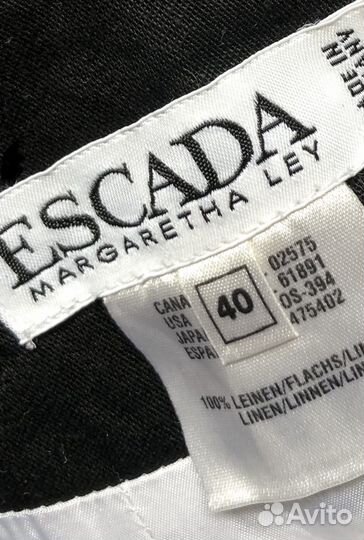 ESCADA
MARGARETHA LEY
DE IN
CANA 40 02575
USA 61891
JAPA OS-394
ESPA 475402
100% LEINEN/FLACHS/LIN
LINEN/LINNEN/LIN
Avito